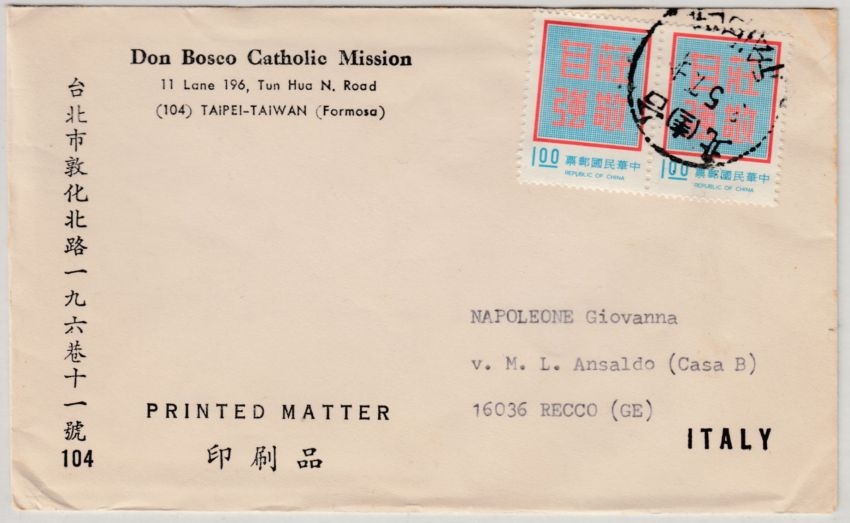 Don Bosco Catholic Mission
11 Lane 196, Tun Hua N. Road
(104) TAIPEI-TAIWAN (Formosa)
台北市敦化北路一九六巷十一號
104
莊敬
自強
1.00 票郵國民華中
REPUBLIC OF CHINA
莊敬
自強
1.00 票郵國民華中
REPUBLIC OF CHINA
NAPOLEONE Giovanna
v. M. L. Ansaldo (Casa B)
16036 RECCO (GE)
ITALY
PRINTED MATTER
印刷品